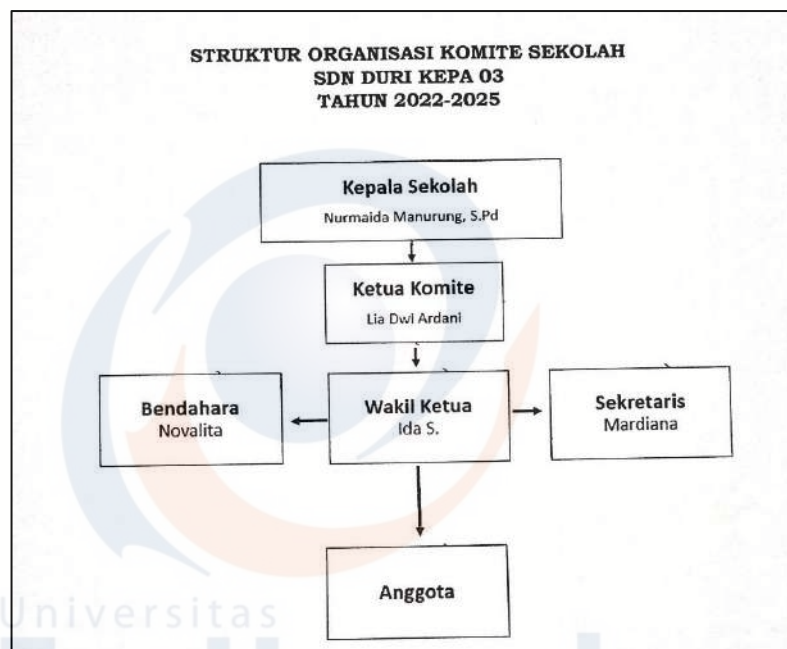 STRUKTUR ORGANISASI KOMITE SEKOLAH
SDN DURI KEPA 03
TAHUN 2022-2025
Kepala Sekolah
Nurmaida Manurung, S.Pd
Ketua Komite
Lia Dwi Ardani
Bendahara
Novalita
Wakil Ketua
Ida S.
Sekretaris
Mardiana
Anggota
Universitas